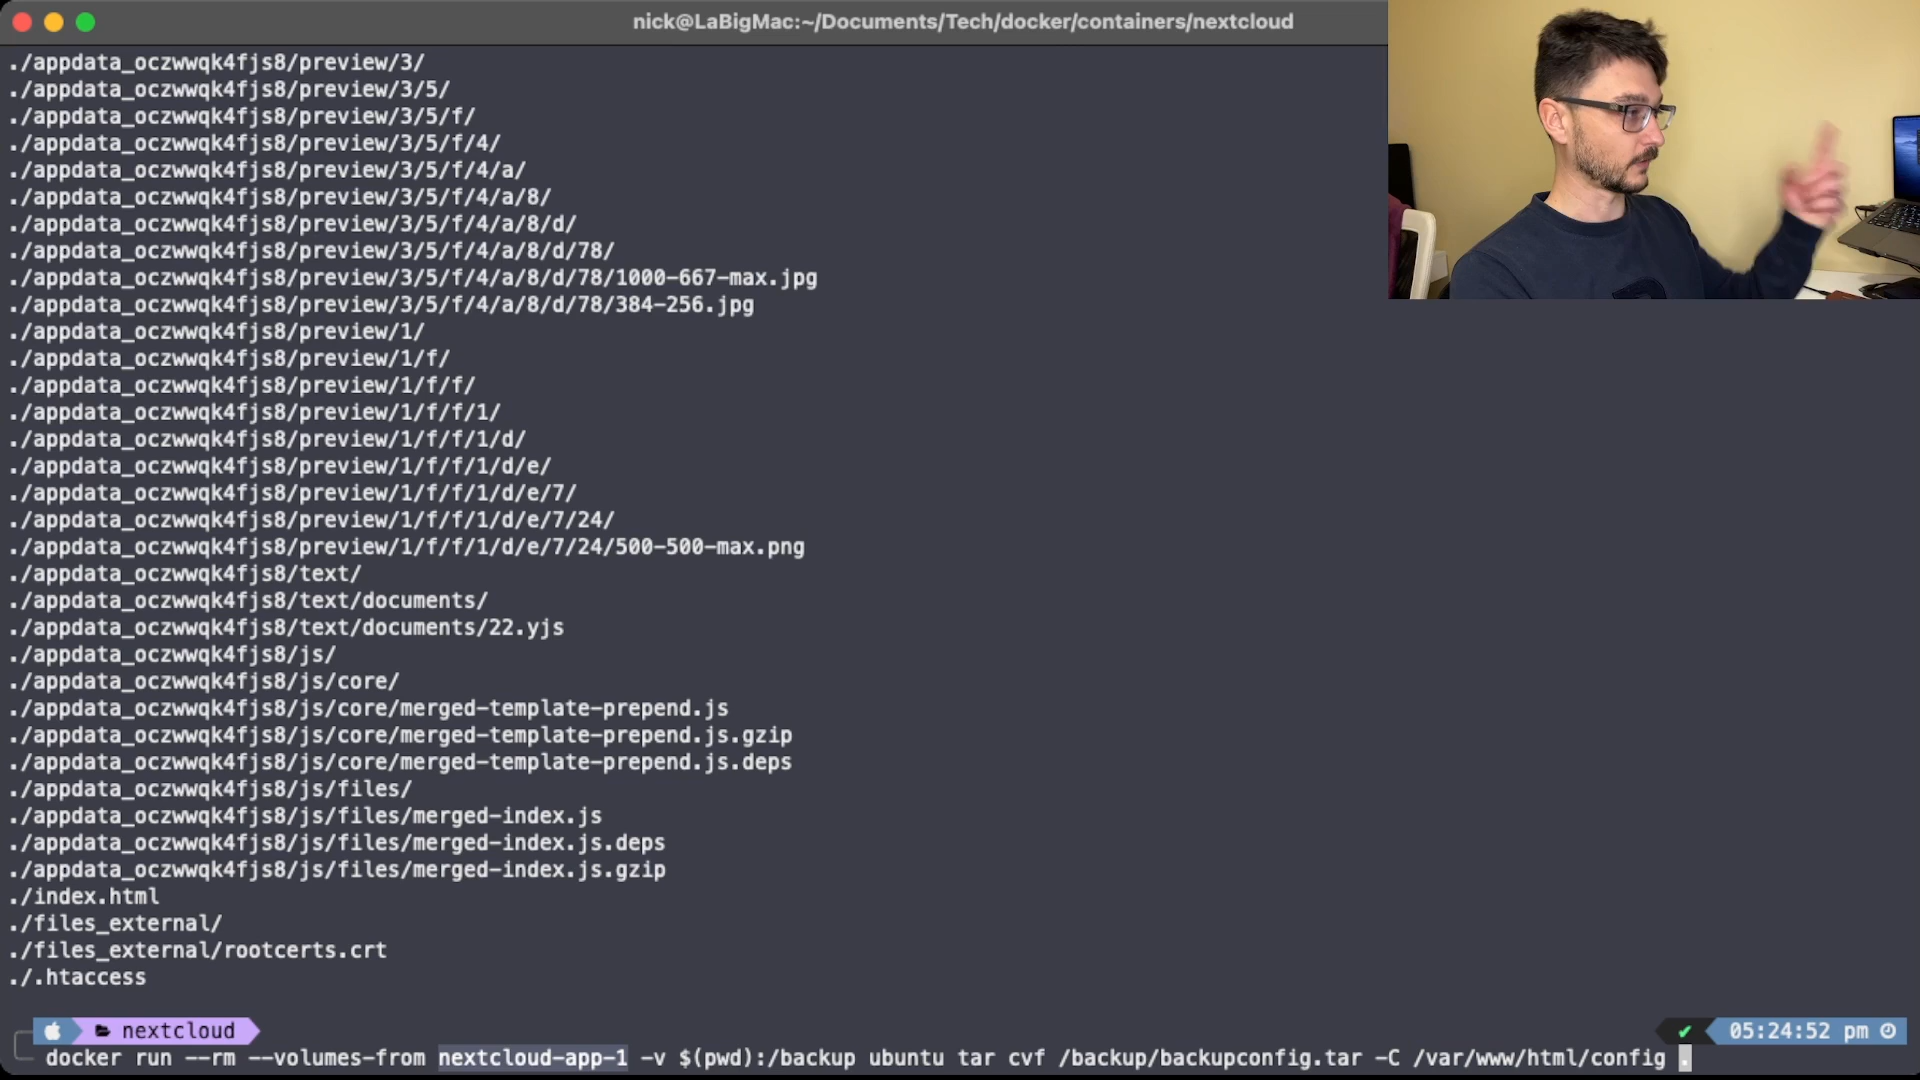 nick@LaBigMac:~/Documents/Tech/docker/containers/nextcloud
./appdata_oczwwqk4fjs8/preview/3/
./appdata_oczwwqk4fjs8/preview/3/5/
./appdata_oczwwqk4fjs8/preview/3/5/f/
./appdata_oczwwqk4fjs8/preview/3/5/f/4/
./appdata_oczwwqk4fjs8/preview/3/5/f/4/a/
./appdata_oczwwqk4fjs8/preview/3/5/f/4/a/8/
./appdata_oczwwqk4fjs8/preview/3/5/f/4/a/8/d/
./appdata_oczwwqk4fjs8/preview/3/5/f/4/a/8/d/78/
./appdata_oczwwqk4fjs8/preview/3/5/f/4/a/8/d/78/1000-667-max.jpg
./appdata_oczwwqk4fjs8/preview/3/5/f/4/a/8/d/78/384-256.jpg
./appdata_oczwwqk4fjs8/preview/1/
./appdata_oczwwqk4fjs8/preview/1/f/
./appdata_oczwwqk4fjs8/preview/1/f/f/
./appdata_oczwwqk4fjs8/preview/1/f/f/1/
./appdata_oczwwqk4fjs8/preview/1/f/f/1/d/
./appdata_oczwwqk4fjs8/preview/1/f/f/1/d/e/
./appdata_oczwwqk4fjs8/preview/1/f/f/1/d/e/7/
./appdata_oczwwqk4fjs8/preview/1/f/f/1/d/e/7/24/
./appdata_oczwwqk4fjs8/preview/1/f/f/1/d/e/7/24/500-500-max.png
./appdata_oczwwqk4fjs8/text/
./appdata_oczwwqk4fjs8/text/documents/
./appdata_oczwwqk4fjs8/text/documents/22.yjs
./appdata_oczwwqk4fjs8/js/
./appdata_oczwwqk4fjs8/js/core/
./appdata_oczwwqk4fjs8/js/core/merged-template-prepend.js
./appdata_oczwwqk4fjs8/js/core/merged-template-prepend.js.gzip
./appdata_oczwwqk4fjs8/js/core/merged-template-prepend.js.deps
./appdata_oczwwqk4fjs8/js/files/
./appdata_oczwwqk4fjs8/js/files/merged-index.js
./appdata_oczwwqk4fjs8/js/files/merged-index.js.deps
./appdata_oczwwqk4fjs8/js/files/merged-index.js.gzip
./index.html
./files_external/
./files_external/rootcerts.crt
./.htaccess
nextcloud ✔ 05:24:52 pm
docker run --rm --volumes-from nextcloud-app-1 -v $(pwd):/backup ubuntu tar cvf /backup/backupconfig.tar -C /var/www/html/config .